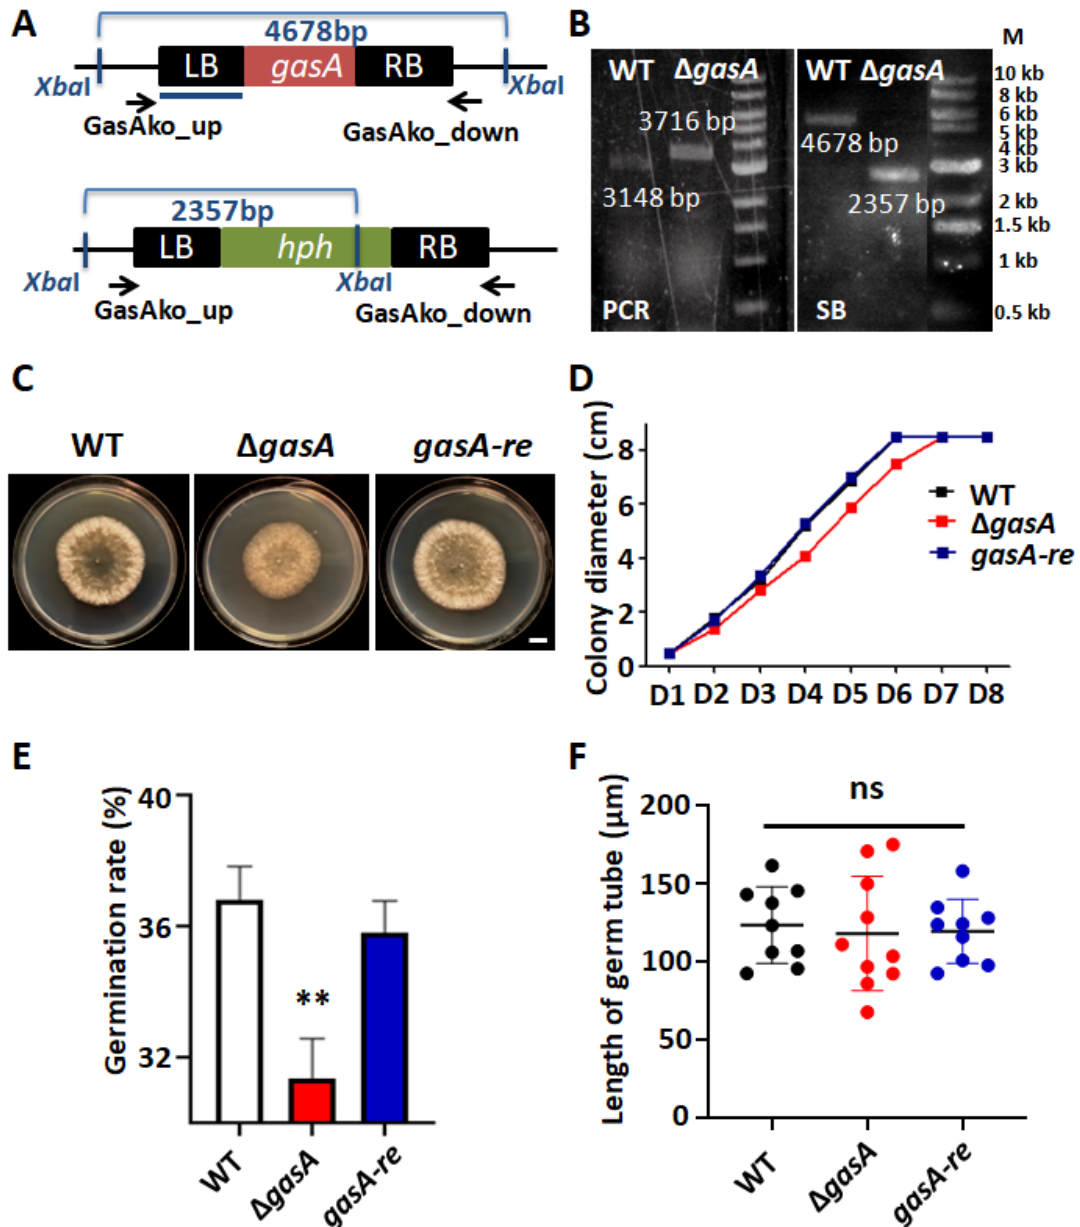 A
4678bp
LB gasA RB
XbaI XbaI
GasAko_up GasAko_down
2357bp
LB hph RB
XbaI XbaI
GasAko_up GasAko_down
B
M
WT ΔgasA WT ΔgasA
3716 bp
4678 bp
3148 bp
2357 bp
PCR SB
10 kb
8 kb
6 kb
5 kb
4 kb
3 kb
2 kb
1.5 kb
1 kb
0.5 kb
C
WT ΔgasA gasA-re
D
Colony diameter (cm)
8
6
4
2
0
D1 D2 D3 D4 D5 D6 D7 D8
WT
ΔgasA
gasA-re
E
Germination rate (%)
40
36
32
**
WT ΔgasA gasA-re
F
Length of germ tube (μm)
200
150
100
50
0
ns
WT ΔgasA gasA-re